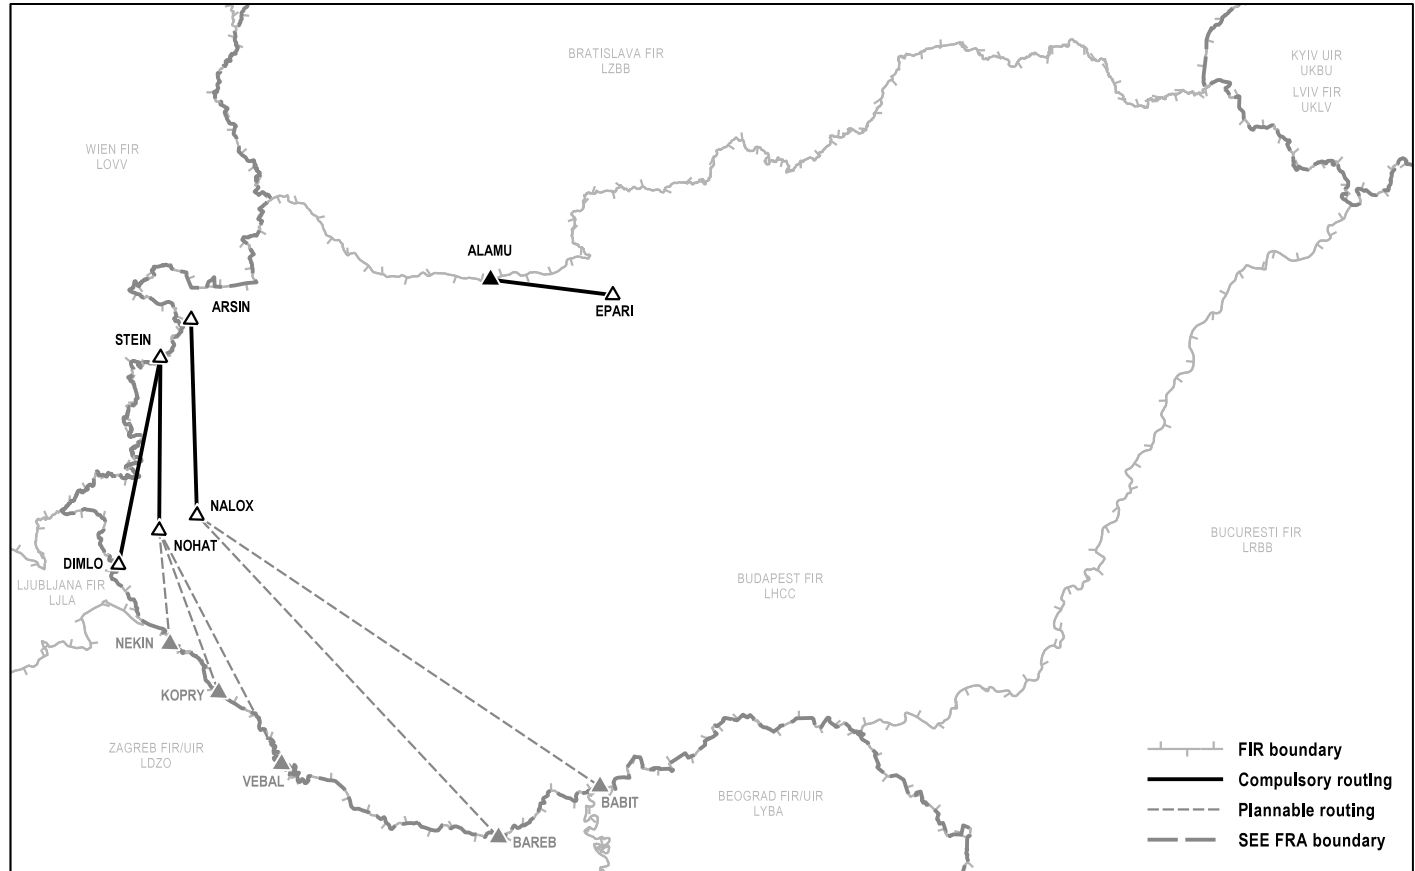 BRATISLAVA FIR
LZBB
KYIV UIR
UKBU
LVIV FIR
UKLV
WIEN FIR
LOVV
ALAMU
EPARI
ARSIN
STEIN
NALOX
NOHAT
DIMLO
LJUBLJANA FIR
LJLA
BUCURESTI FIR
LRBB
BUDAPEST FIR
LHCC
NEKIN
KOPRY
ZAGREB FIR/UIR
LDZO
VEBAL
BABIT
BEOGRAD FIR/UIR
LYBA
BAREB
FIR boundary
Compulsory routing
Plannable routing
SEE FRA boundary